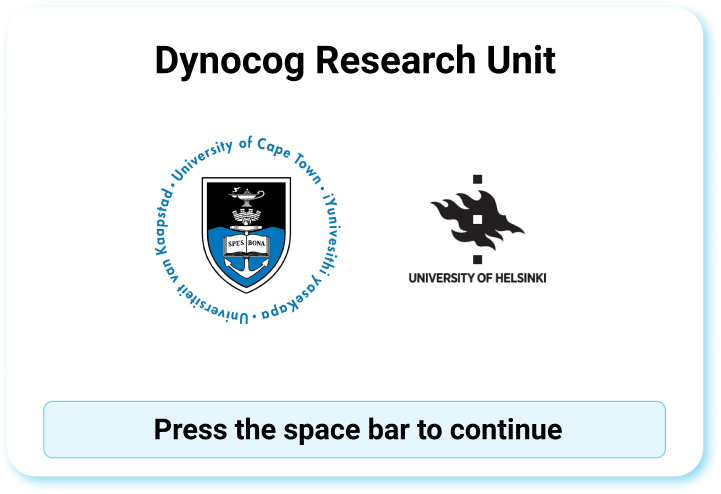 Dynocog Research Unit
Universiteit van Kaapstad · University of Cape Town · iYunivesithi yaseKapa ·
SPES BONA
UNIVERSITY OF HELSINKI
Press the space bar to continue